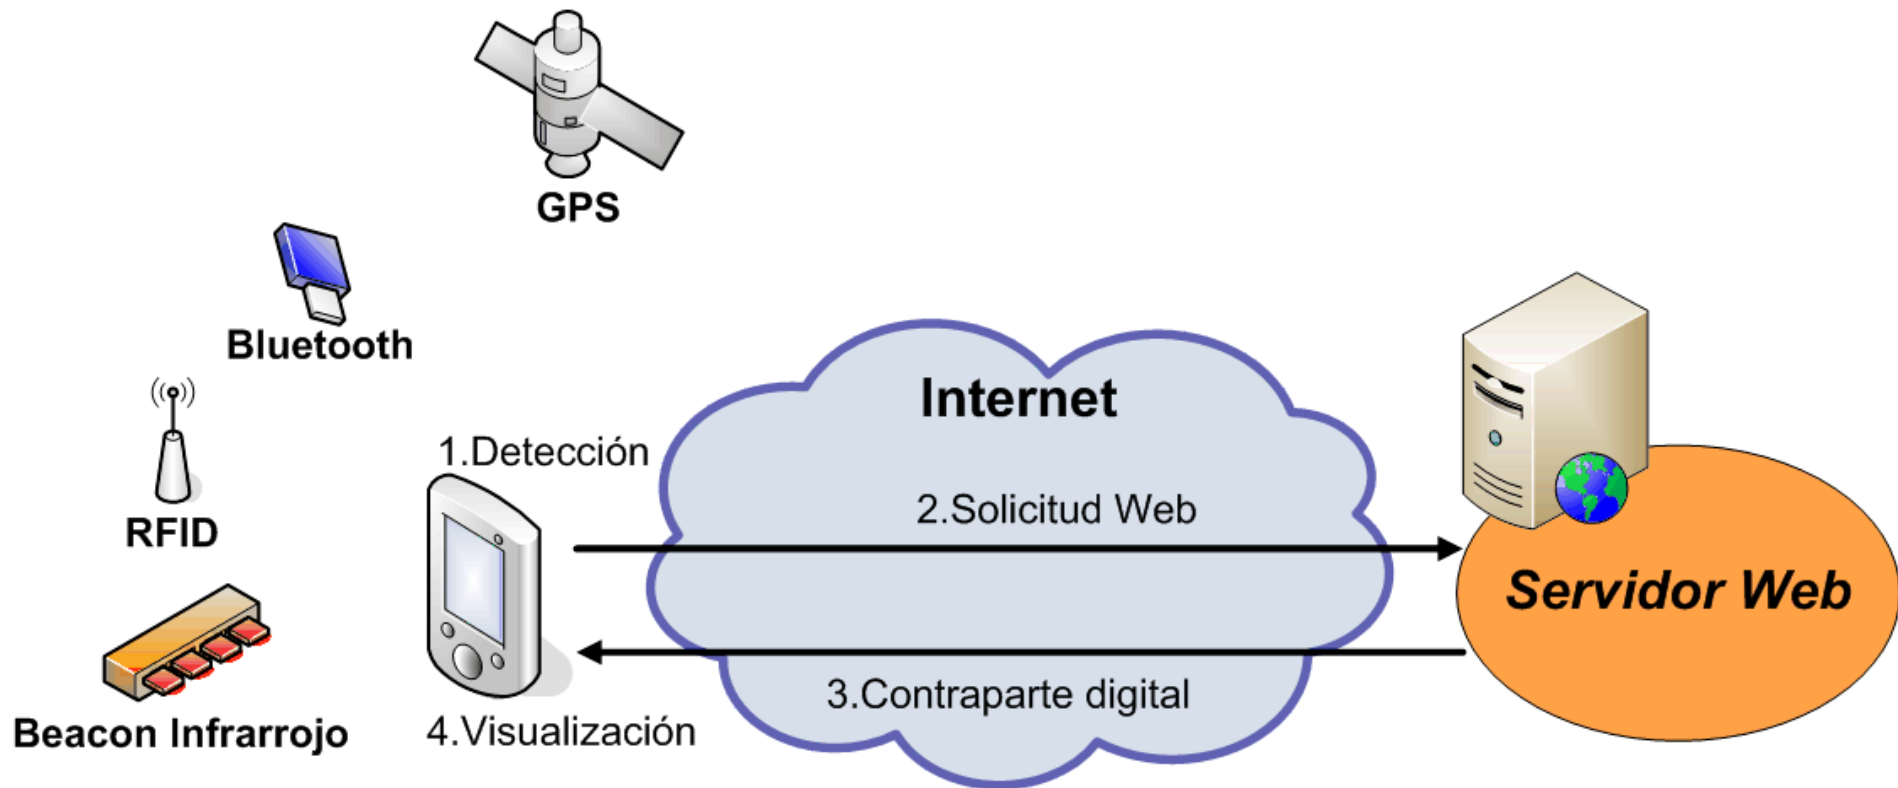 GPS
Bluetooth
RFID
Beacon Infrarrojo
1.Detección
4.Visualización
Internet
2.Solicitud Web
3.Contraparte digital
Servidor Web